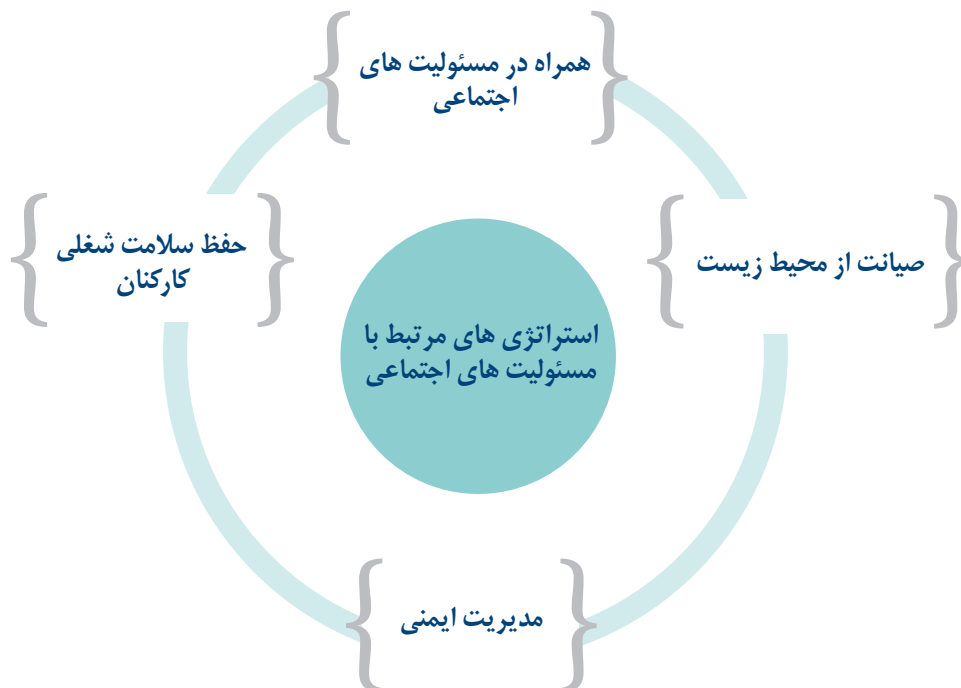 همراه در مسئولیت های
اجتماعی
صیانت از محیط زیست
حفظ سلامت شغلی
کارکنان
استراتژی های مرتبط با
مسئولیت های اجتماعی
مدیریت ایمنی